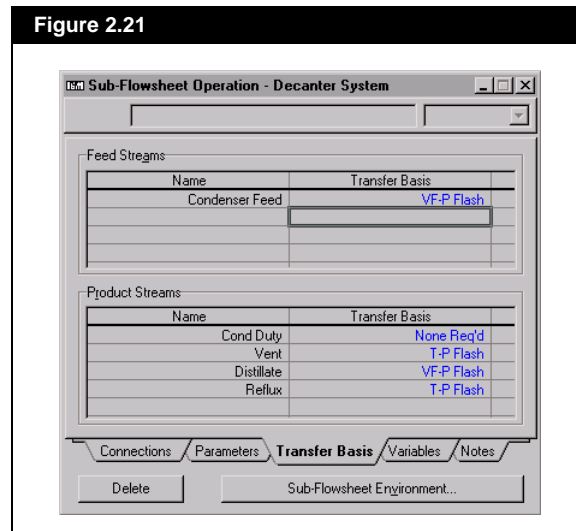 Figure 2.21
Sub-Flowsheet Operation - Decanter System
Feed Streams
Name Transfer Basis
Condenser Feed VF-P Flash
Product Streams
Name Transfer Basis
Cond Duty None Req'd
Vent T-P Flash
Distillate VF-P Flash
Reflux T-P Flash
Connections Parameters Transfer Basis Variables Notes
Delete Sub-Flowsheet Environment...